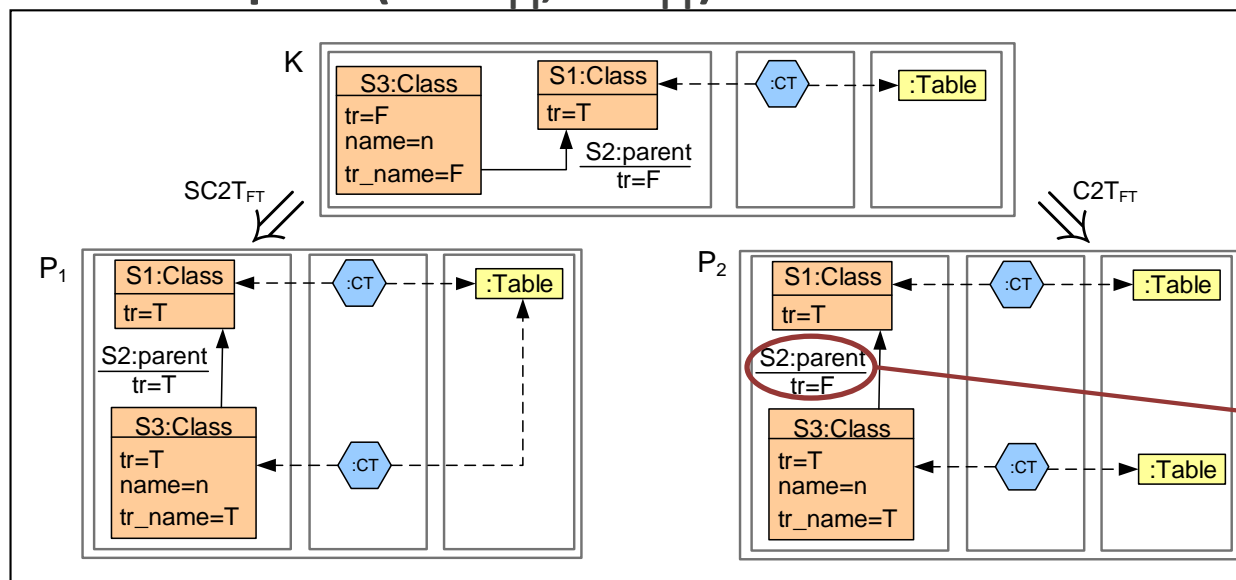 K
S3:Class
tr=F
name=n
tr_name=F
S1:Class
tr=T
S2:parent
tr=F
:CT
:Table
SC2T_FT
C2T_FT
P₁
S1:Class
tr=T
:CT
:Table
S2:parent
tr=T
S3:Class
tr=T
name=n
tr_name=T
:CT
P₂
S1:Class
tr=T
:CT
:Table
S2:parent
tr=F
S3:Class
tr=T
name=n
tr_name=T
:CT
:Table